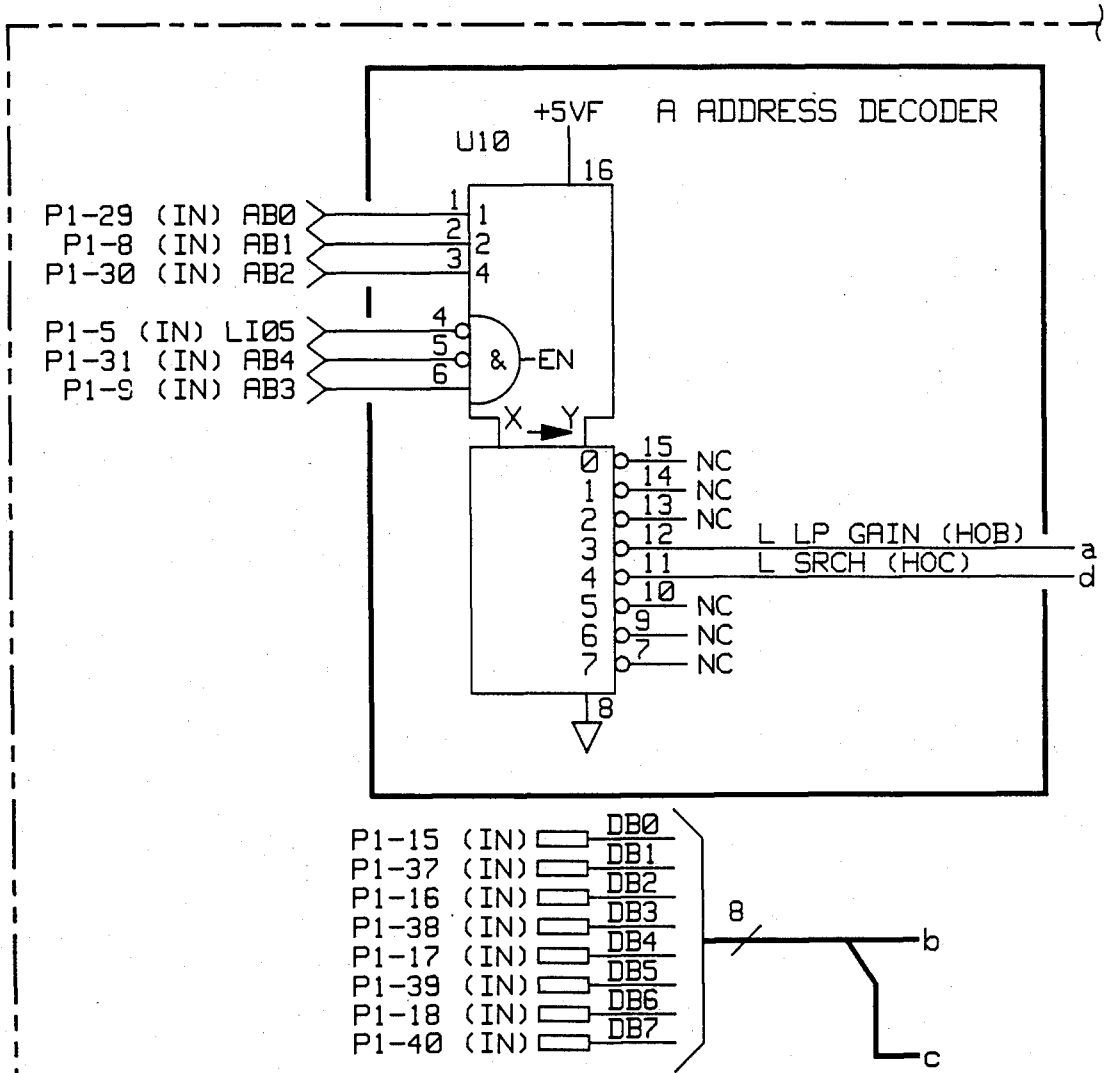 +5VF A ADDRESS DECODER
U10
16
P1-29 (IN) AB0 1 1
P1-8 (IN) AB1 2 2
P1-30 (IN) AB2 3 4
P1-5 (IN) LI05 4
P1-31 (IN) AB4 5 & EN
P1-9 (IN) AB3 6
X Y
0 15 NC
1 14 NC
2 13 NC
3 12 L LP GAIN (HOB) a
4 11 L SRCH (HOC) d
5 10 NC
6 9 NC
7 7 NC
8
P1-15 (IN) DB0
P1-37 (IN) DB1
P1-16 (IN) DB2
P1-38 (IN) DB3 8
P1-17 (IN) DB4 b
P1-39 (IN) DB5
P1-18 (IN) DB6
P1-40 (IN) DB7 c